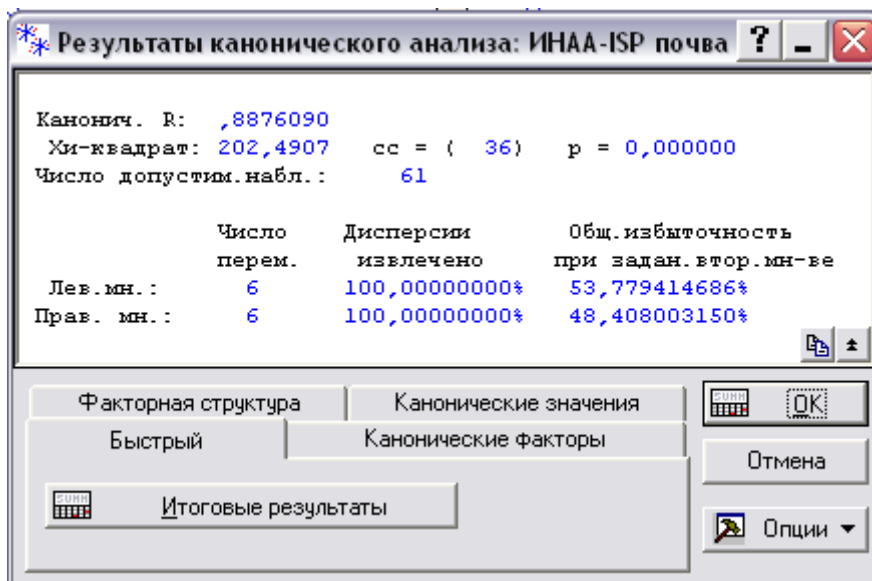 Результаты канонического анализа: ИНАА-ISP почва
Каноnич. R: ,8876090
Хи-квадрат: 202,4907 сс = ( 36) p = 0,000000
Число допустим.набл.: 61
Число Дисперсии Общ.избыточность
перем. извлечено при задан.втор.мн-ве
Лев.мн.: 6 100,00000000% 53,779414686%
Прав. мн.: 6 100,00000000% 48,408003150%
Факторная структура Канонические значения
Быстрый Канонические факторы
Итоговые результаты
OK
Отмена
Опции